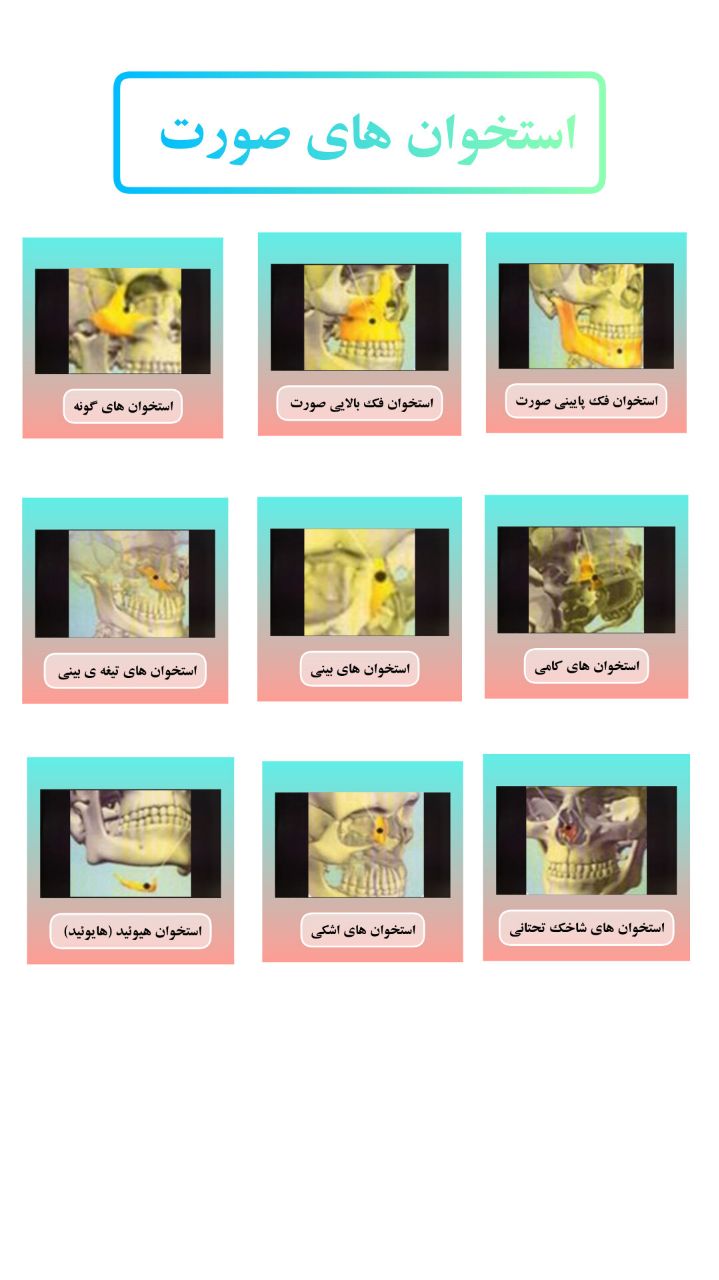 استخوان های صورت
استخوان فک پایینی صورت
استخوان فک بالایی صورت
استخوان های گونه
استخوان های کامی
استخوان های بینی
استخوان های تیغه ی بینی
استخوان های شاخک تحتانی
استخوان های اشکی
استخوان هیوئید (هایوئید)